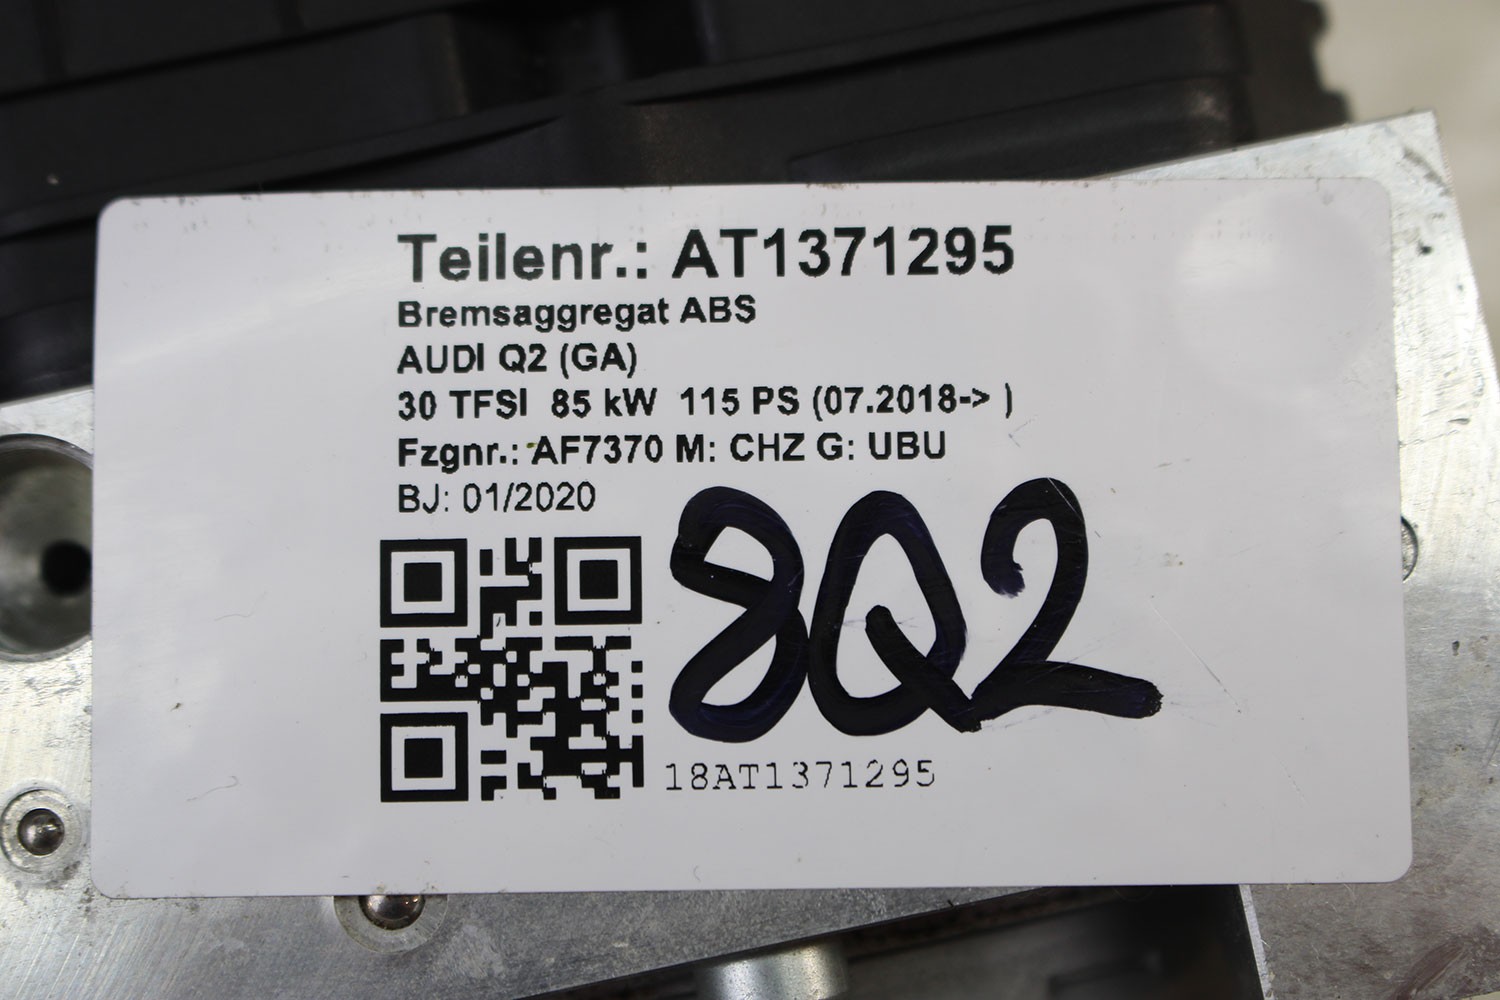 Teilenr.: AT1371295
Bremsaggregat ABS
AUDI Q2 (GA)
30 TFSI 85 kW 115 PS (07.2018-> )
Fzgnr.: AF7370 M: CHZ G: UBU
BJ: 01/2020
8Q2
18AT1371295